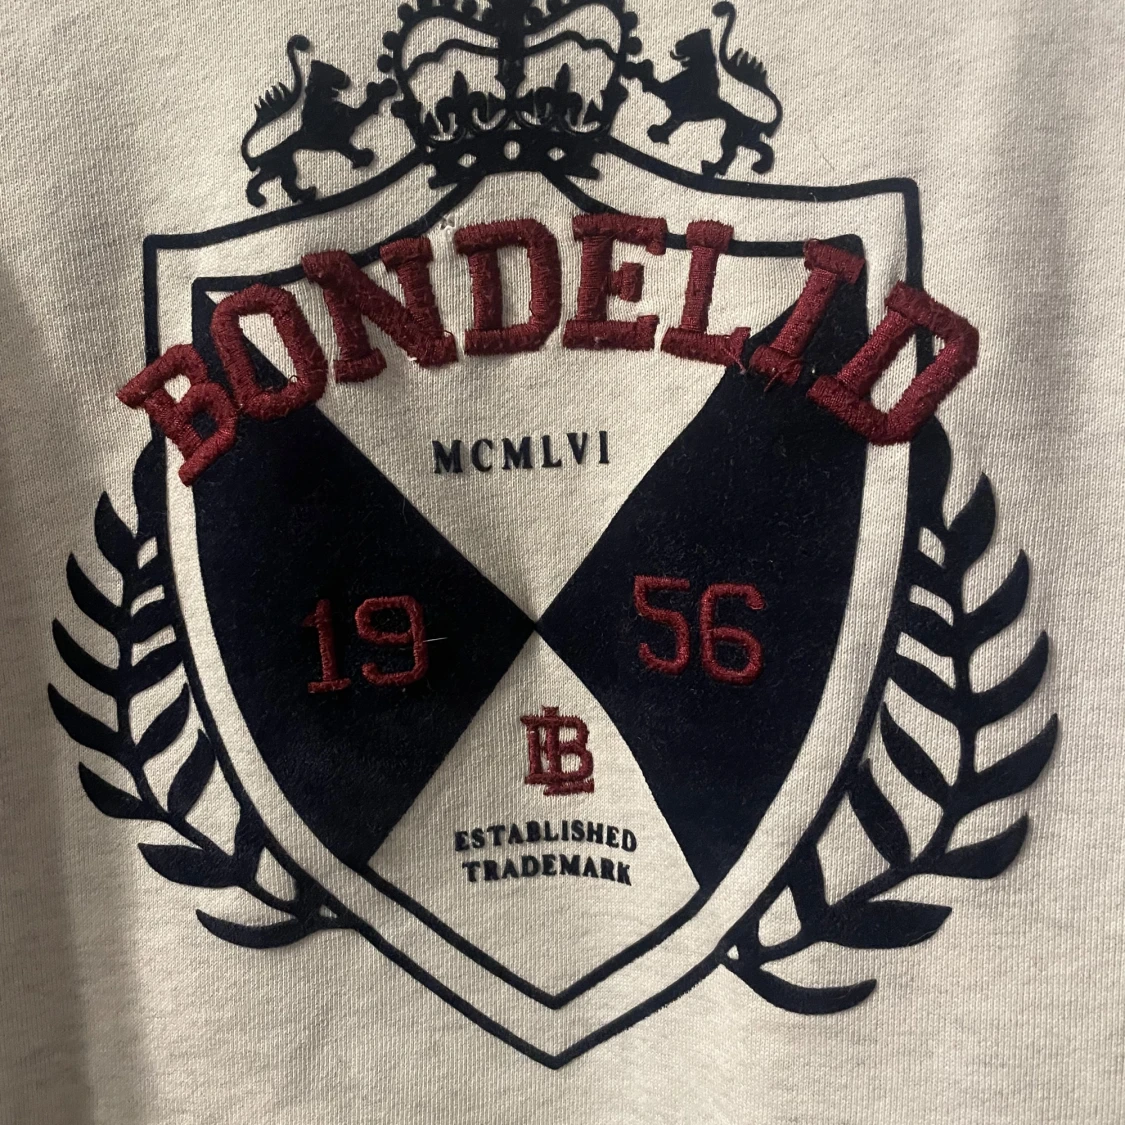 BONDELID
MCMLVI
19 56
LB
ESTABLISHED
TRADEMARK